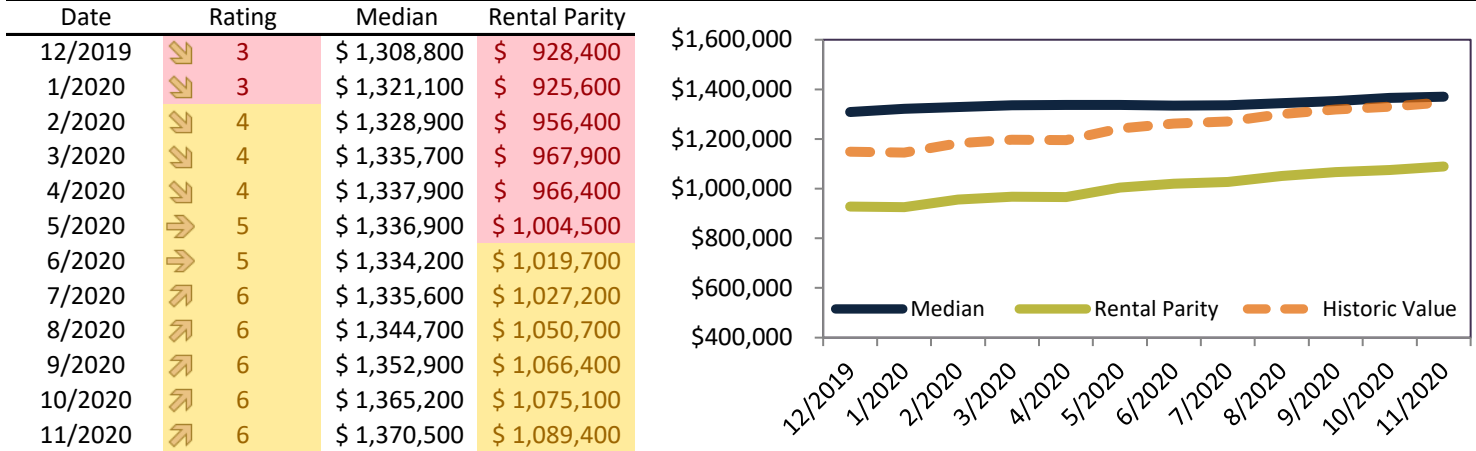 Date Rating Median Rental Parity
12/2019 3 $ 1,308,800 $ 928,400
1/2020 3 $ 1,321,100 $ 925,600
2/2020 4 $ 1,328,900 $ 956,400
3/2020 4 $ 1,335,700 $ 967,900
4/2020 4 $ 1,337,900 $ 966,400
5/2020 5 $ 1,336,900 $ 1,004,500
6/2020 5 $ 1,334,200 $ 1,019,700
7/2020 6 $ 1,335,600 $ 1,027,200
8/2020 6 $ 1,344,700 $ 1,050,700
9/2020 6 $ 1,352,900 $ 1,066,400
10/2020 6 $ 1,365,200 $ 1,075,100
11/2020 6 $ 1,370,500 $ 1,089,400
$1,600,000
$1,400,000
$1,200,000
$1,000,000
$800,000
$600,000
$400,000
Median Rental Parity Historic Value
12/2019 1/2020 2/2020 3/2020 4/2020 5/2020 6/2020 7/2020 8/2020 9/2020 10/2020 11/2020